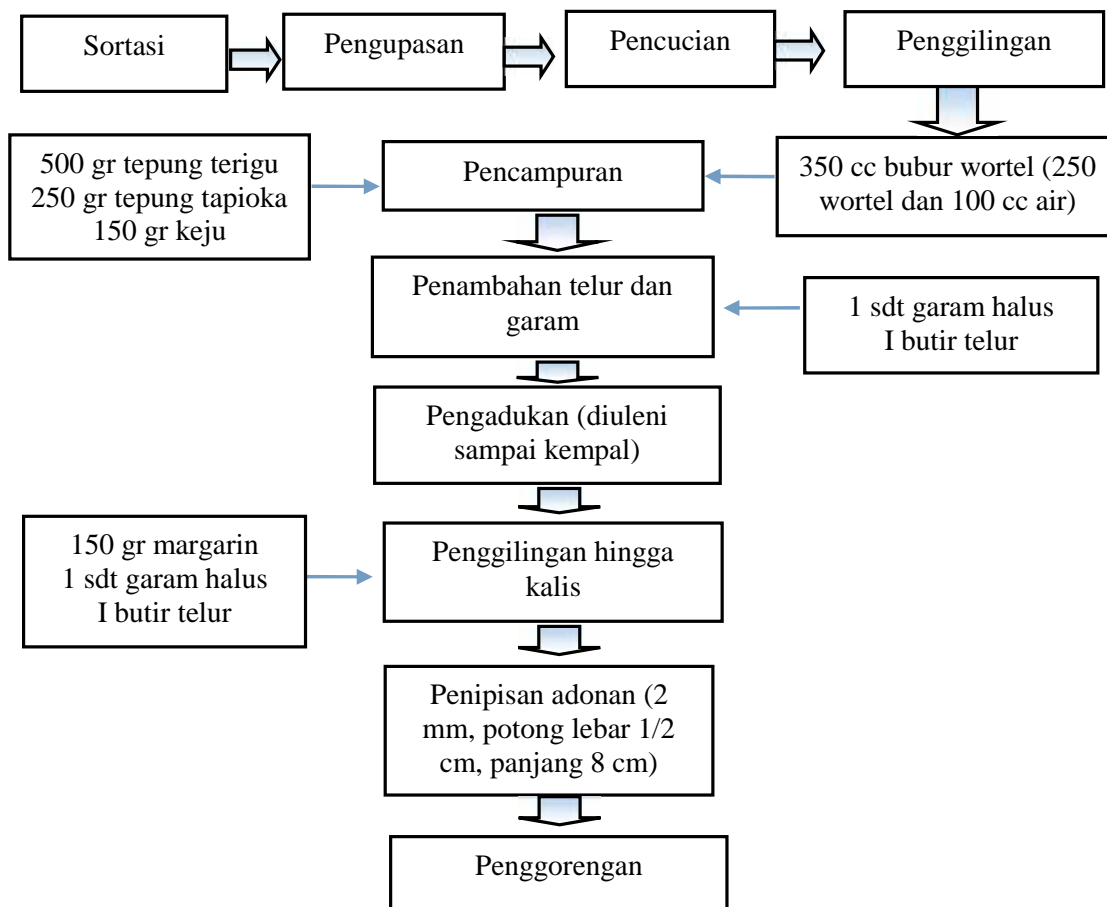 Sortasi
Pengupasan
Pencucian
Penggilingan
500 gr tepung terigu
250 gr tepung tapioka
150 gr keju
Pencampuran
350 cc bubur wortel (250
wortel dan 100 cc air)
Penambahan telur dan
garam
1 sdt garam halus
I butir telur
Pengadukan (diuleni
sampai kempal)
150 gr margarin
1 sdt garam halus
I butir telur
Penggilingan hingga
kalis
Penipisan adonan (2
mm, potong lebar 1/2
cm, panjang 8 cm)
Penggorengan